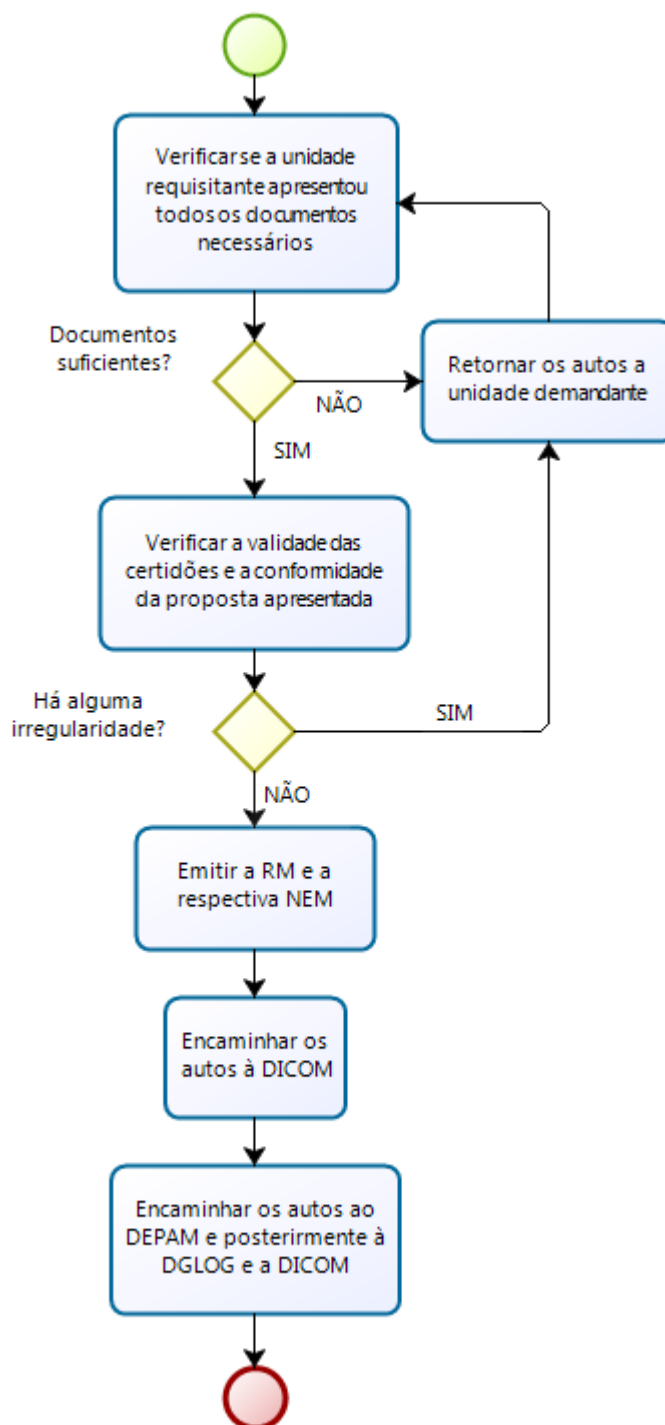 Verificar se a unidade
requisitante apresentou
todos os documentos
necessários
Documentos
suficientes?
NÃO
Retornar os autos a
unidade demandante
SIM
Verificar a validade das
certidões e a conformidade
da proposta apresentada
Há alguma
irregularidade?
SIM
NÃO
Emitir a RM e a
respectiva NEM
Encaminhar os
autos à DICOM
Encaminhar os autos ao
DEPAM e posterirmente à
DGLOG e a DICOM